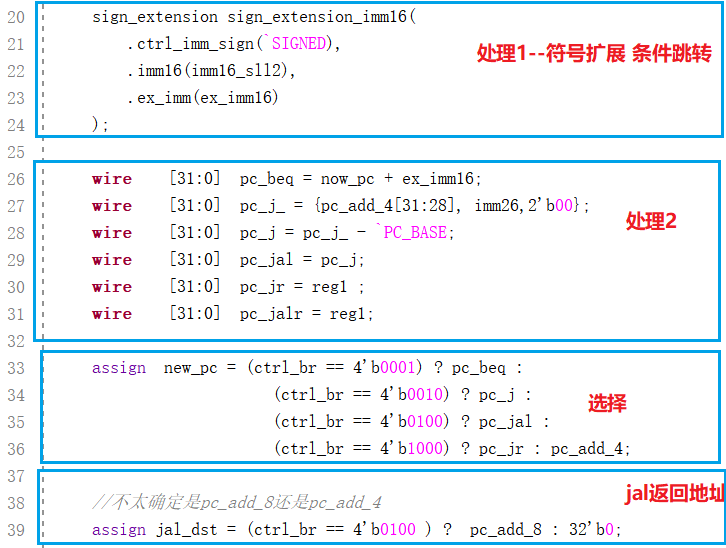 20 sign_extension sign_extension_imm16(
21 .ctrl_imm_sign(`SIGNED),
22 .imm16(imm16_sll2),
23 .ex_imm(ex_imm16)
24 );
处理1--符号扩展 条件跳转
25
26 wire [31:0] pc_beq = now_pc + ex_imm16;
27 wire [31:0] pc_j_ = {pc_add_4[31:28], imm26,2'b00};
28 wire [31:0] pc_j = pc_j_ - `PC_BASE;
29 wire [31:0] pc_jal = pc_j;
30 wire [31:0] pc_jr = reg1 ;
31 wire [31:0] pc_jalr = reg1;
处理2
32
33 assign new_pc = (ctrl_br == 4'b0001) ? pc_beq :
34 (ctrl_br == 4'b0010) ? pc_j :
35 (ctrl_br == 4'b0100) ? pc_jal :
36 (ctrl_br == 4'b1000) ? pc_jr : pc_add_4;
选择
37
38 //不太确定是pc_add_8还是pc_add_4
39 assign jal_dst = (ctrl_br == 4'b0100 ) ? pc_add_8 : 32'b0;
jal返回地址